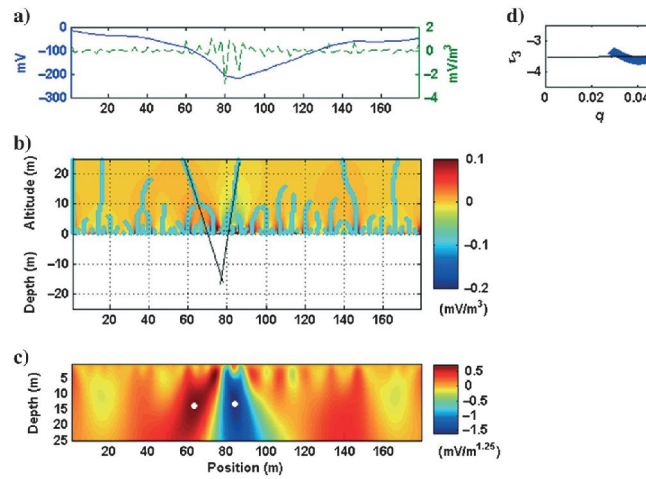 a)
0
−100
−200
−300
mV
2
0
−2
−4
mV/m3
20 40 60 80 100 120 140 160
d)
−3
−4
τ3
0 0.02 0.04
q
b)
20
10
0
−10
−20
Altitude (m)
Depth (m)
20 40 60 80 100 120 140 160
0.1
0
−0.1
−0.2
(mV/m3)
c)
5
10
15
20
25
Depth (m)
20 40 60 80 100 120 140 160
Position (m)
0.5
0
−0.5
−1
−1.5
(mV/m1.25)